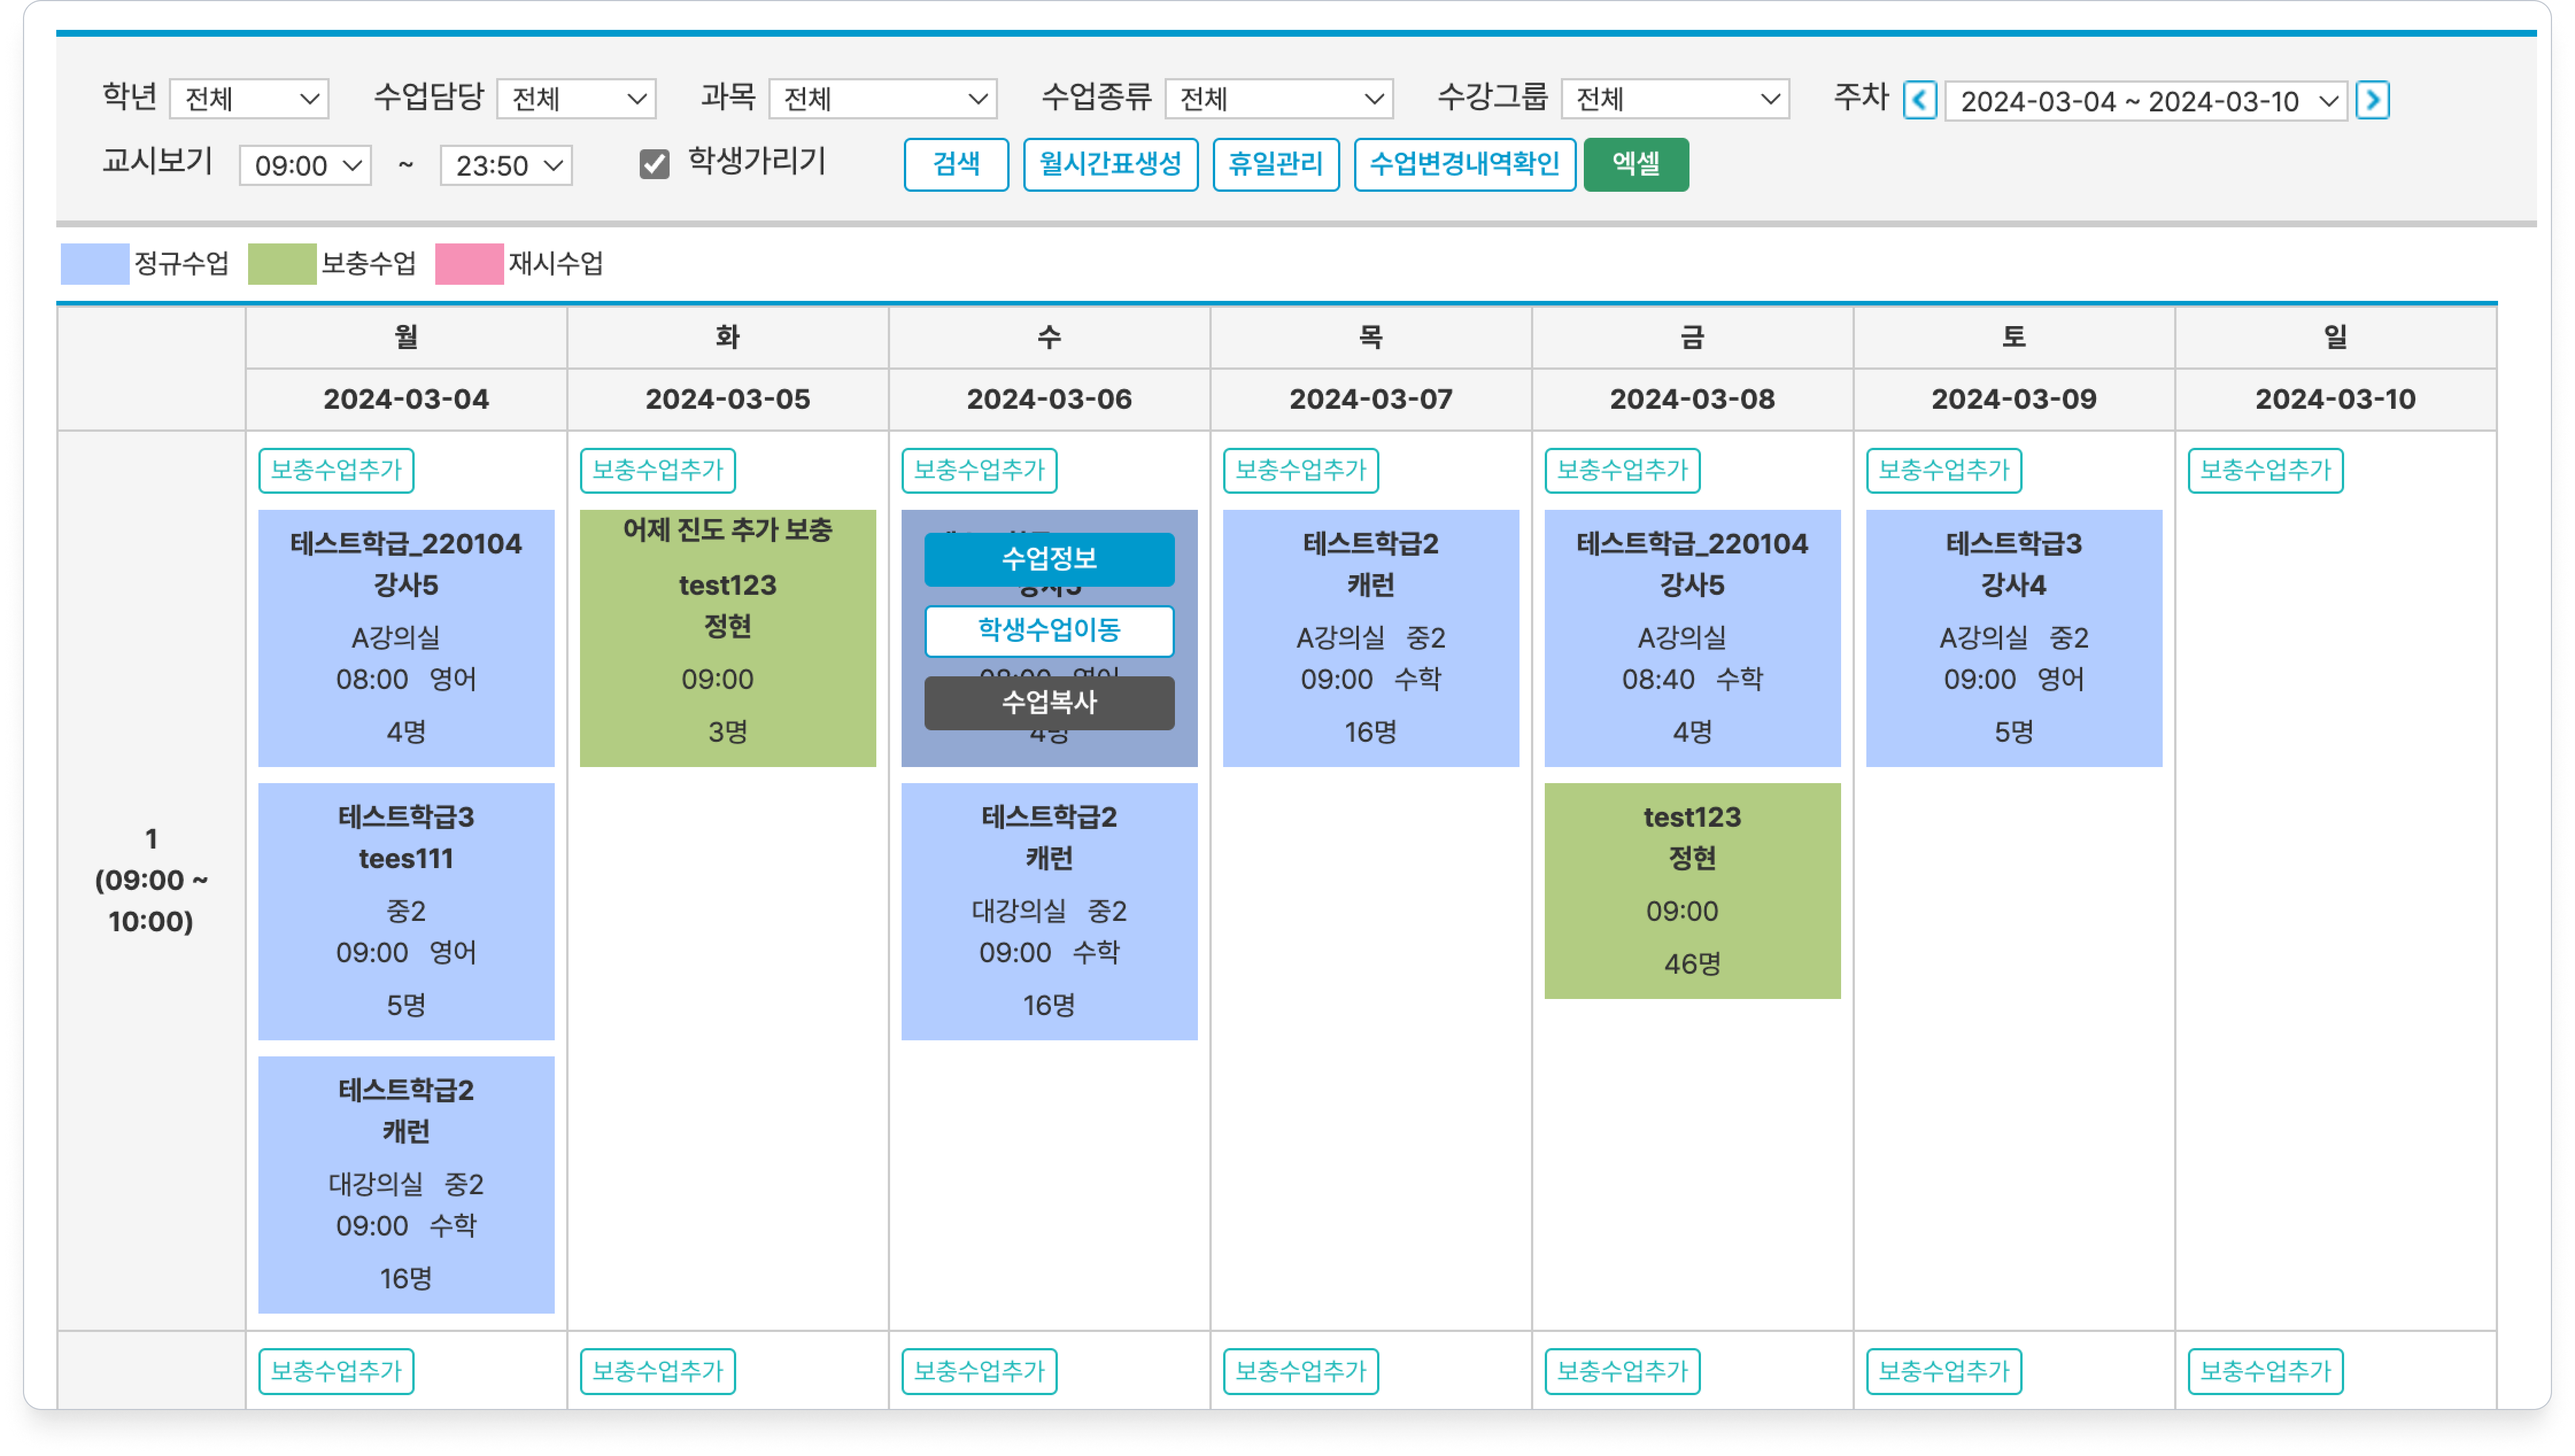 학년 전체 수업담당 전체 과목 전체 수업종류 전체 수강그룹 전체 주차 2024-03-04 ~ 2024-03-10
교시보기 09:00 ~ 23:50 학생가리기 검색 월시간표생성 휴일관리 수업변경내역확인 엑셀
정규수업 보충수업 재시수업
월 화 수 목 금 토 일
2024-03-04 2024-03-05 2024-03-06 2024-03-07 2024-03-08 2024-03-09 2024-03-10
1
(09:00 ~
10:00)
보충수업추가
테스트학급_220104
강사5
A강의실
08:00 영어
4명
테스트학급3
tees111
중2
09:00 영어
5명
테스트학급2
캐런
대강의실 중2
09:00 수학
16명
보충수업추가
어제 진도 추가 보충
test123
정현
09:00
3명
보충수업추가
수업정보
학생수업이동
08:00 영어
수업복사
4명
테스트학급2
캐런
대강의실 중2
09:00 수학
16명
보충수업추가
테스트학급2
캐런
A강의실 중2
09:00 수학
16명
보충수업추가
테스트학급_220104
강사5
A강의실
08:40 수학
4명
test123
정현
09:00
46명
보충수업추가
테스트학급3
강사4
A강의실 중2
09:00 영어
5명
보충수업추가
보충수업추가 보충수업추가 보충수업추가 보충수업추가 보충수업추가 보충수업추가 보충수업추가